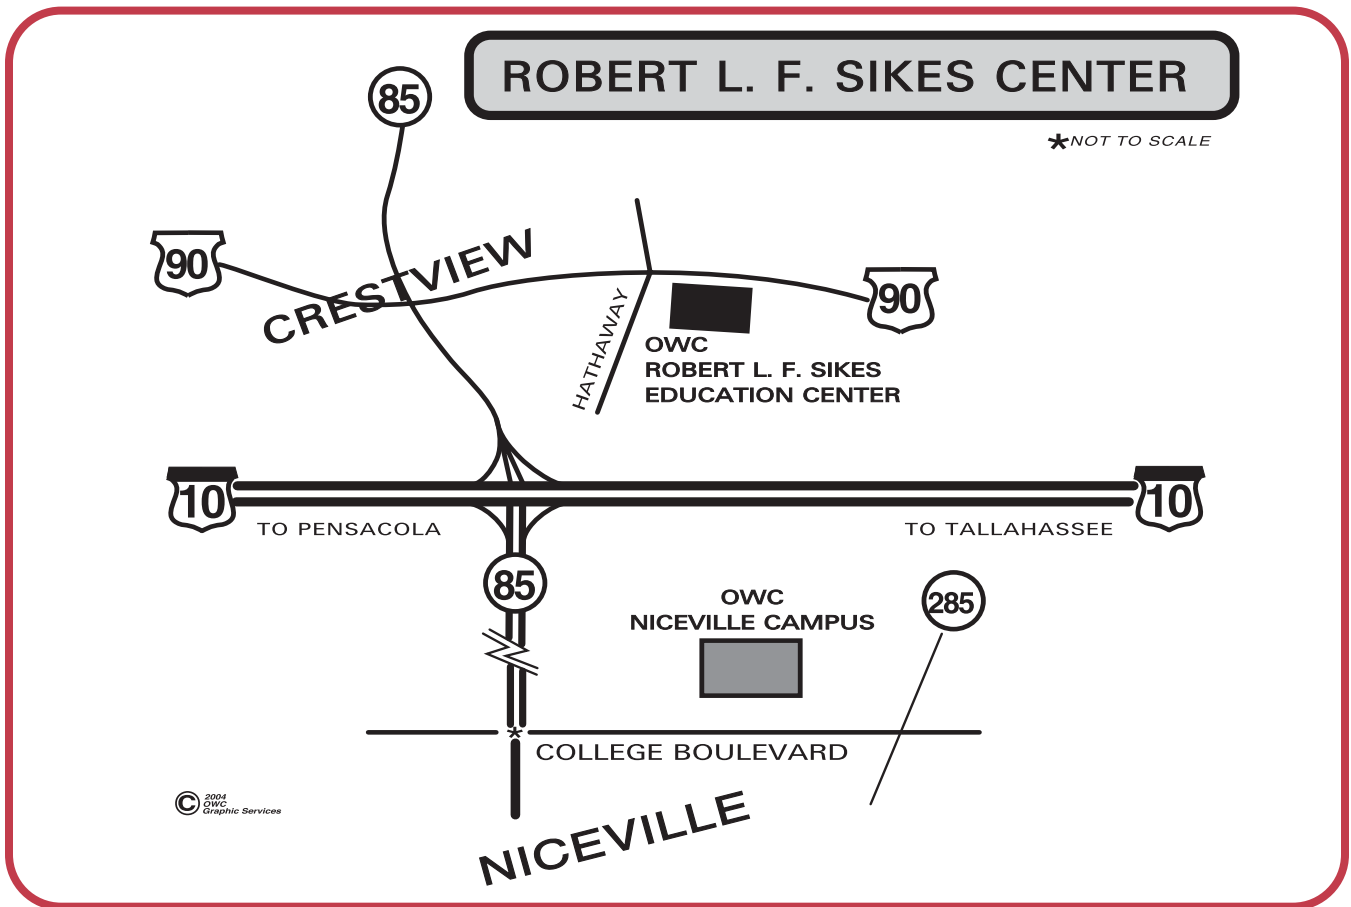 ROBERT L. F. SIKES CENTER
85
*NOT TO SCALE
CRESTVIEW
90
90
HATHAWAY
OWC
ROBERT L. F. SIKES
EDUCATION CENTER
10
10
TO PENSACOLA
TO TALLAHASSEE
85
OWC
NICEVILLE CAMPUS
285
*
COLLEGE BOULEVARD
© 2004
OWC
Graphic Services
NICEVILLE